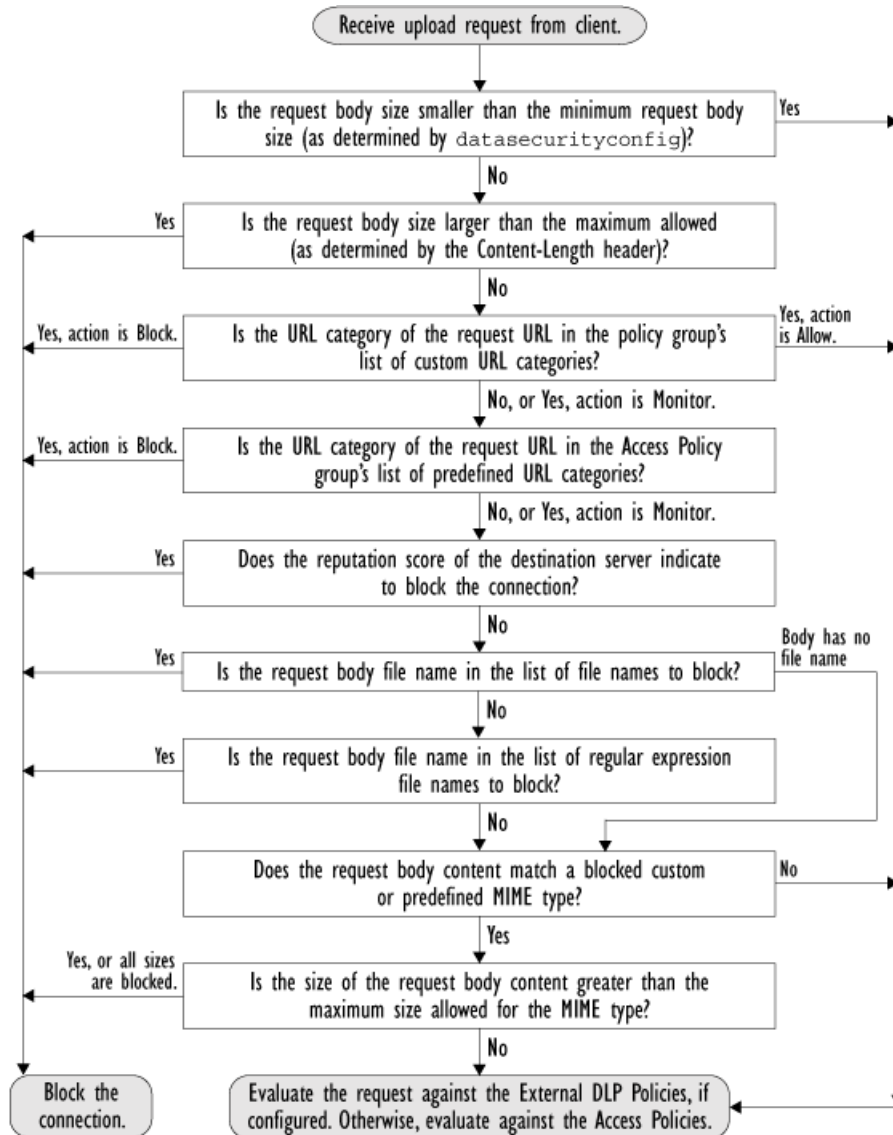 Receive upload request from client.
Is the request body size smaller than the minimum request body
size (as determined by datasecurityconfig)?
Yes
No
Yes
Is the request body size larger than the maximum allowed
(as determined by the Content-Length header)?
No
Yes, action is Block.
Is the URL category of the request URL in the policy group's
list of custom URL categories?
Yes, action
is Allow.
No, or Yes, action is Monitor.
Yes, action is Block.
Is the URL category of the request URL in the Access Policy
group's list of predefined URL categories?
No, or Yes, action is Monitor.
Yes
Does the reputation score of the destination server indicate
to block the connection?
No
Yes
Is the request body file name in the list of file names to block?
Body has no
file name
No
Yes
Is the request body file name in the list of regular expression
file names to block?
No
Does the request body content match a blocked custom
or predefined MIME type?
No
Yes
Yes, or all sizes
are blocked.
Is the size of the request body content greater than the
maximum size allowed for the MIME type?
No
Block the
connection.
Evaluate the request against the External DLP Policies, if
configured. Otherwise, evaluate against the Access Policies.